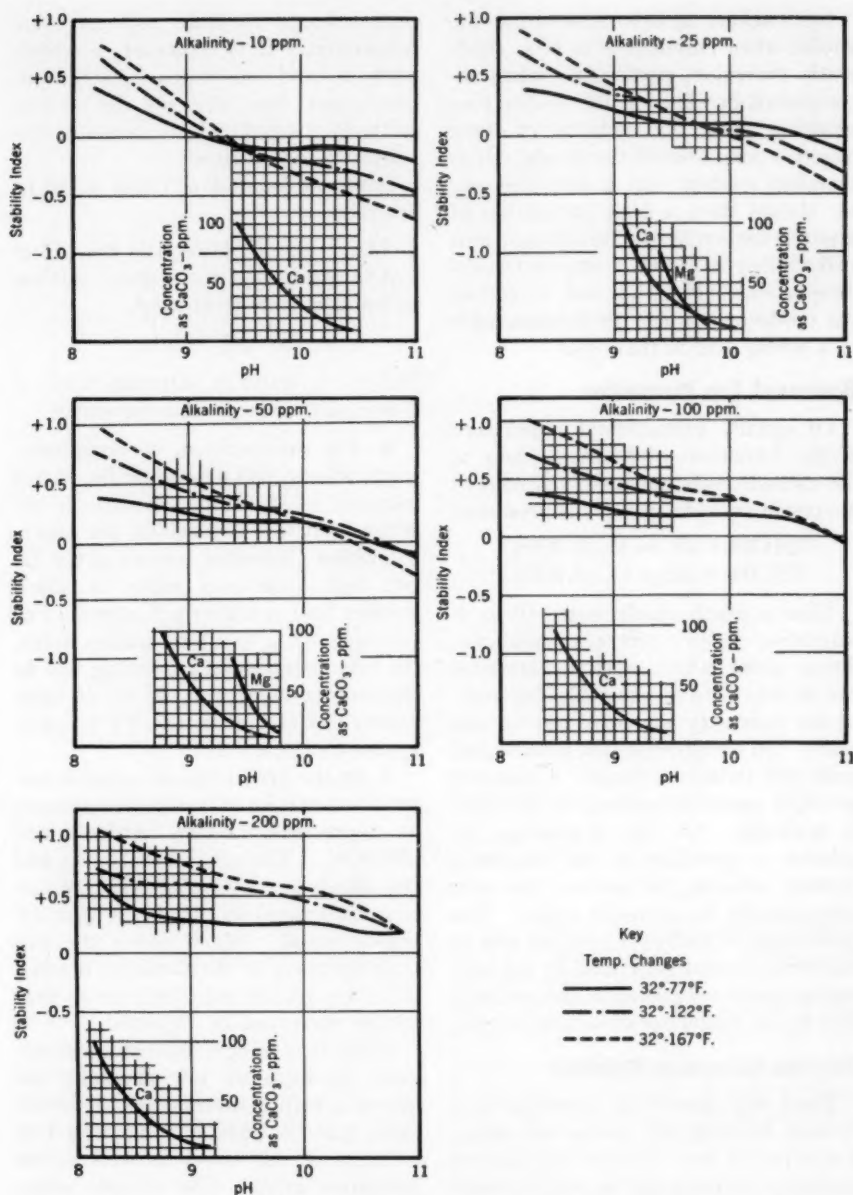 Alkalinity – 10 ppm.
+1.0
+0.5
0
−0.5
−1.0
Stability Index
100
50
Concentration
as CaCO₃ – ppm.
Ca
8
9
10
11
pH
Alkalinity – 25 ppm.
+1.0
+0.5
0
−0.5
−1.0
Stability Index
100
50
Concentration
as CaCO₃ – ppm.
Ca
Mg
8
9
10
11
pH
Alkalinity – 50 ppm.
+1.0
+0.5
0
−0.5
1.0
Stability Index
100
50
Concentration
as CaCO₃ – ppm.
Ca
Mg
8
9
10
11
pH
Alkalinity – 100 ppm.
+1.0
+0.5
0
−0.5
−1.0
Stability Index
100
50
Concentration
as CaCO₃ – ppm.
Ca
8
9
10
11
pH
Alkalinity – 200 ppm.
+1.0
+0.5
0
−0.5
Stability Index
100
50
Concentration
as CaCO₃ – ppm.
Ca
8
9
10
11
pH
Key
Temp. Changes
32°-77°F.
32°-122°F.
32°-167°F.